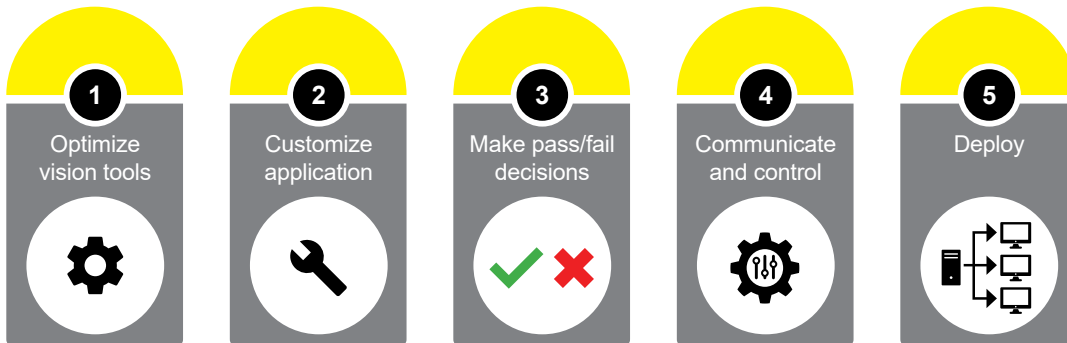 1
Optimize
vision tools
2
Customize
application
3
Make pass/fail
decisions
4
Communicate
and control
5
Deploy